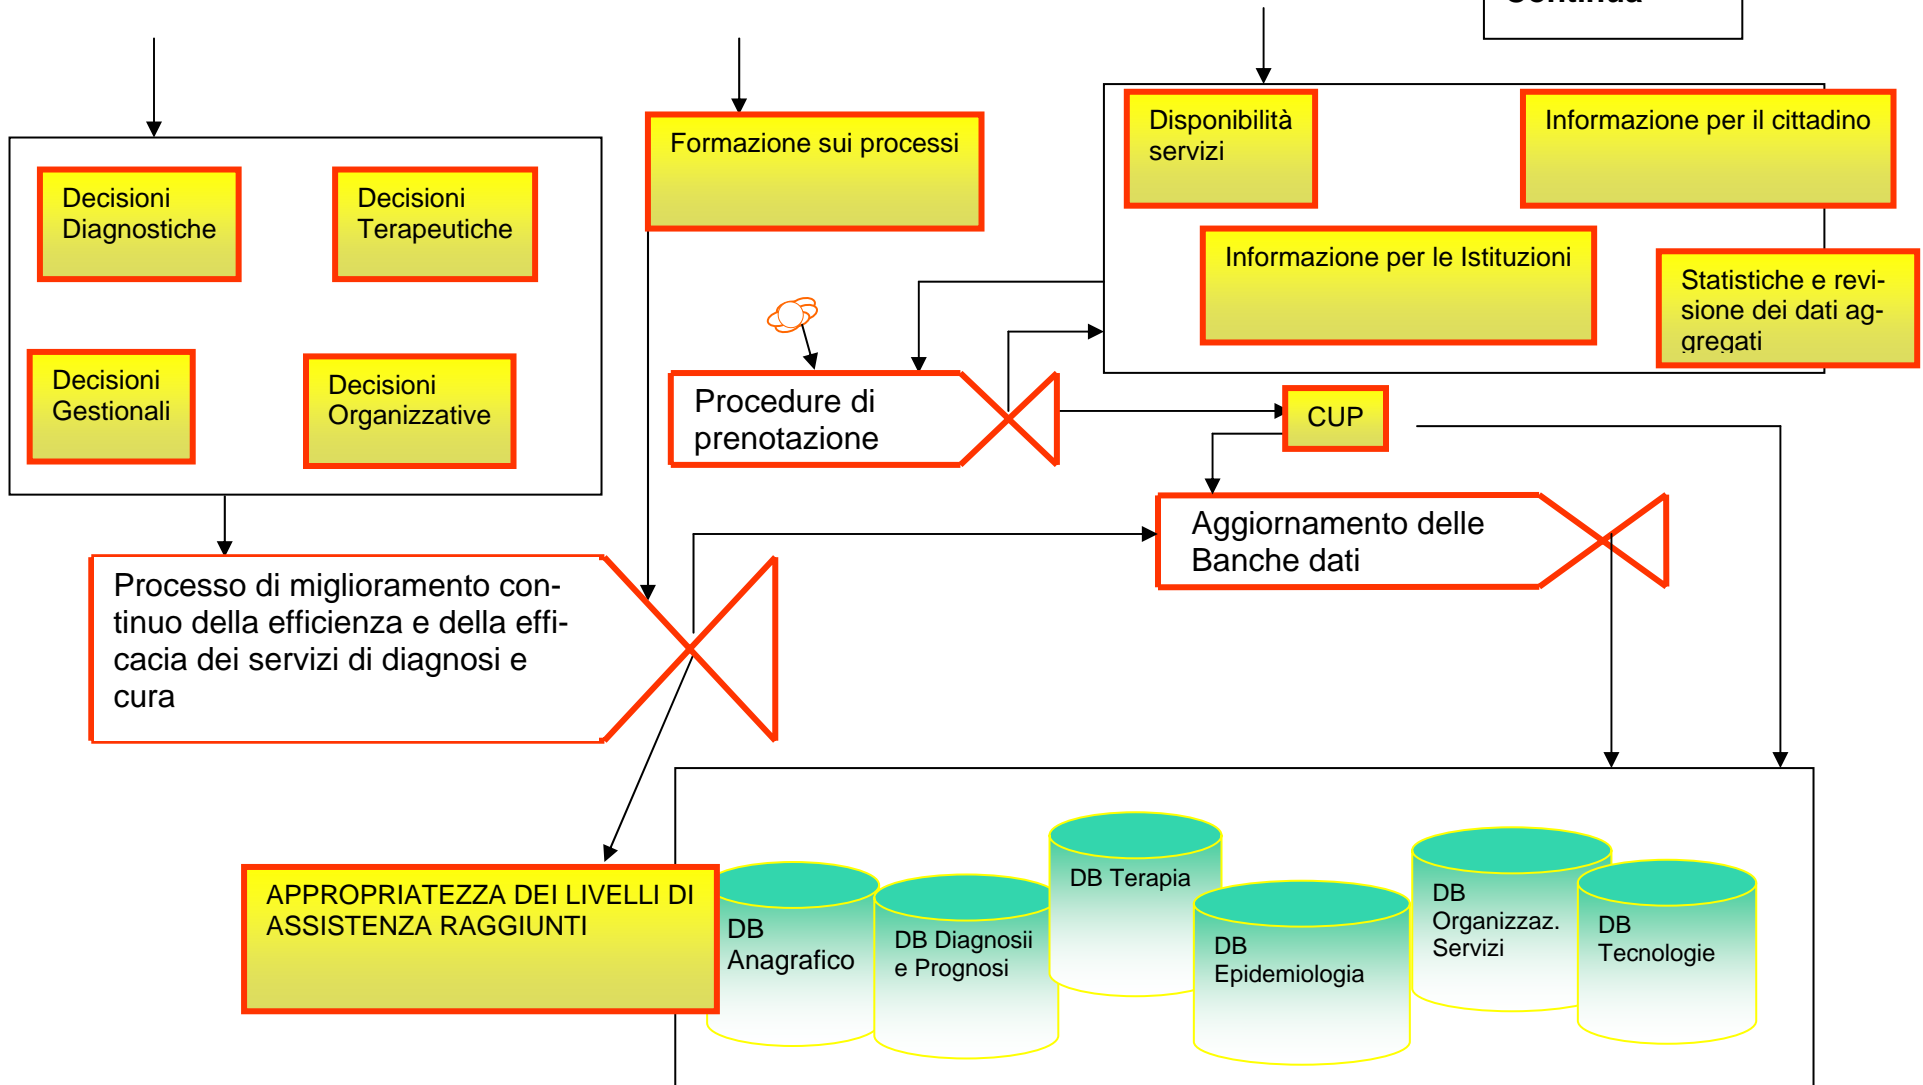 Continua
Disponibilità
servizi
Informazione per il cittadino
Formazione sui processi
Decisioni
Diagnostiche
Decisioni
Terapeutiche
Informazione per le Istituzioni
Statistiche e revi-
sione dei dati ag-
gregati
Decisioni
Gestionali
Decisioni
Organizzative
Procedure di
prenotazione
CUP
Aggiornamento delle
Banche dati
Processo di miglioramento con-
tinuo della efficienza e della effi-
cacia dei servizi di diagnosi e
cura
APPROPRIATEZZA DEI LIVELLI DI
ASSISTENZA RAGGIUNTI
DB
Anagrafico
DB Diagnosii
e Prognosi
DB Terapia
DB
Epidemiologia
DB
Organizzaz.
Servizi
DB
Tecnologie